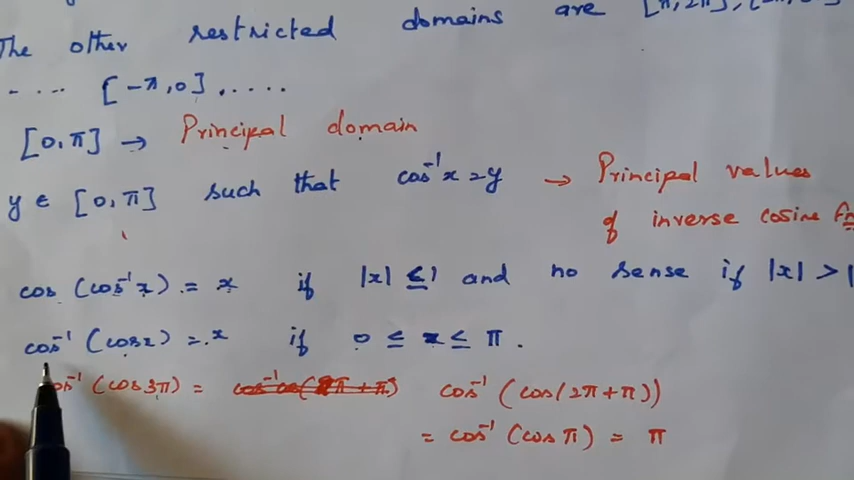 The other restricted domains are [π, 2π],
.... [-π, 0], .....
[0, π] → Principal domain
y ∈ [0, π] such that cos⁻¹x = y → Principal values
of inverse cosine fn
cos (cos⁻¹x) = x if |x| ≤ 1 and no sense if |x| > 1
cos⁻¹ (cos x) = x if 0 ≤ x ≤ π.
cos⁻¹ (cos 3π) = cos⁻¹ (cos(2π+π))
= cos⁻¹ (cos π) = π